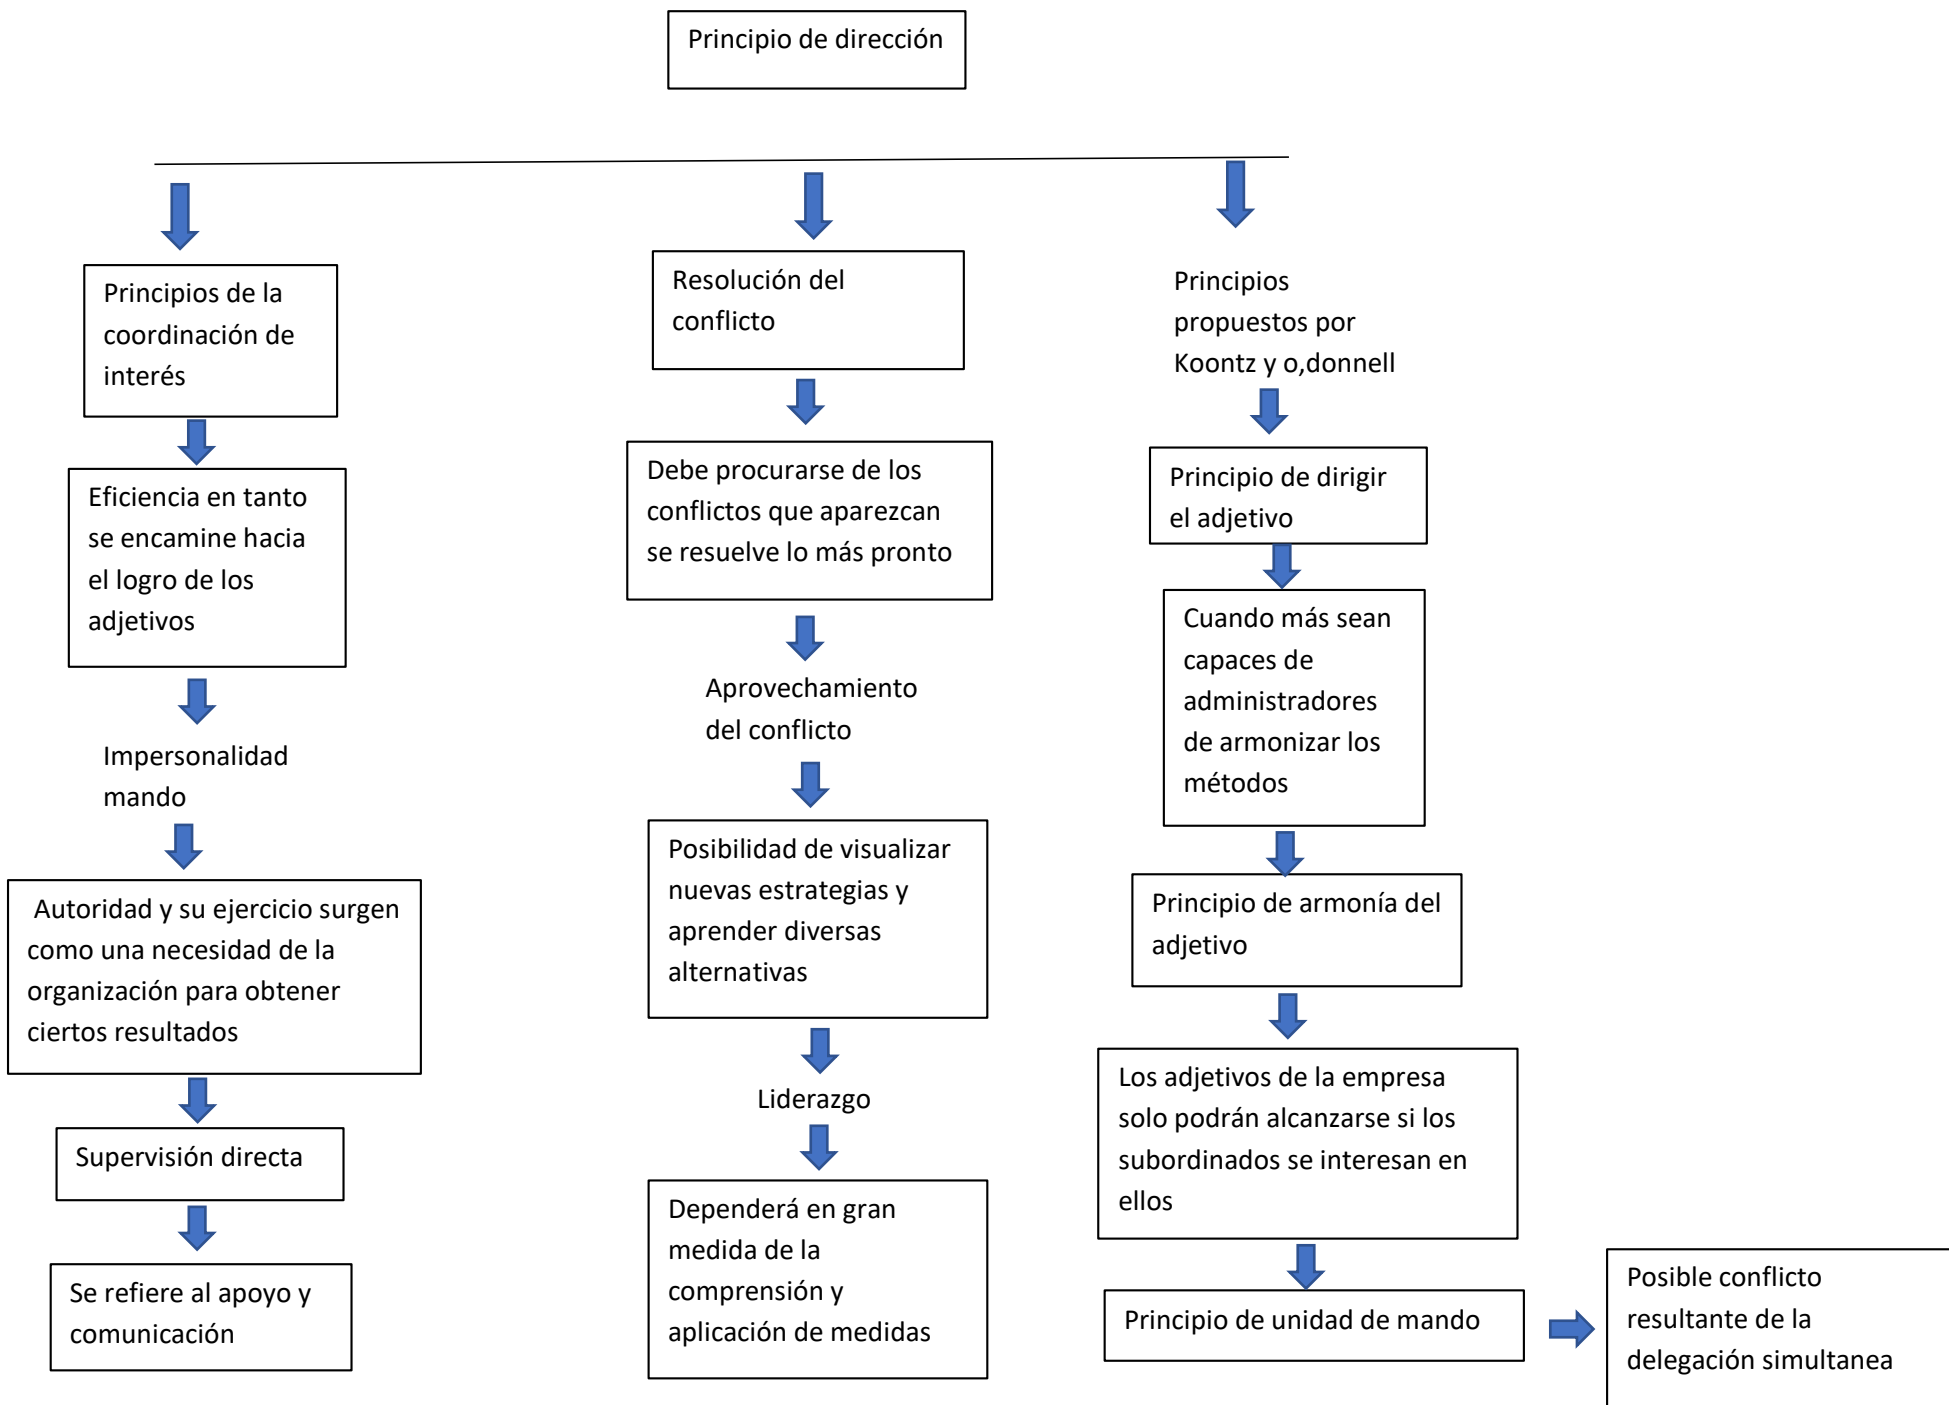 Principio de dirección
Principios de la
coordinación de
interés
Eficiencia en tanto
se encamine hacia
el logro de los
adjetivos
Impersonalidad
mando
Autoridad y su ejercicio surgen
como una necesidad de la
organización para obtener
ciertos resultados
Supervisión directa
Se refiere al apoyo y
comunicación
Resolución del
conflicto
Debe procurarse de los
conflictos que aparezcan
se resuelve lo más pronto
Aprovechamiento
del conflicto
Posibilidad de visualizar
nuevas estrategias y
aprender diversas
alternativas
Liderazgo
Dependerá en gran
medida de la
comprensión y
aplicación de medidas
Principios
propuestos por
Koontz y o,donnell
Principio de dirigir
el adjetivo
Cuando más sean
capaces de
administradores
de armonizar los
métodos
Principio de armonía del
adjetivo
Los adjetivos de la empresa
solo podrán alcanzarse si los
subordinados se interesan en
ellos
Principio de unidad de mando
Posible conflicto
resultante de la
delegación simultanea